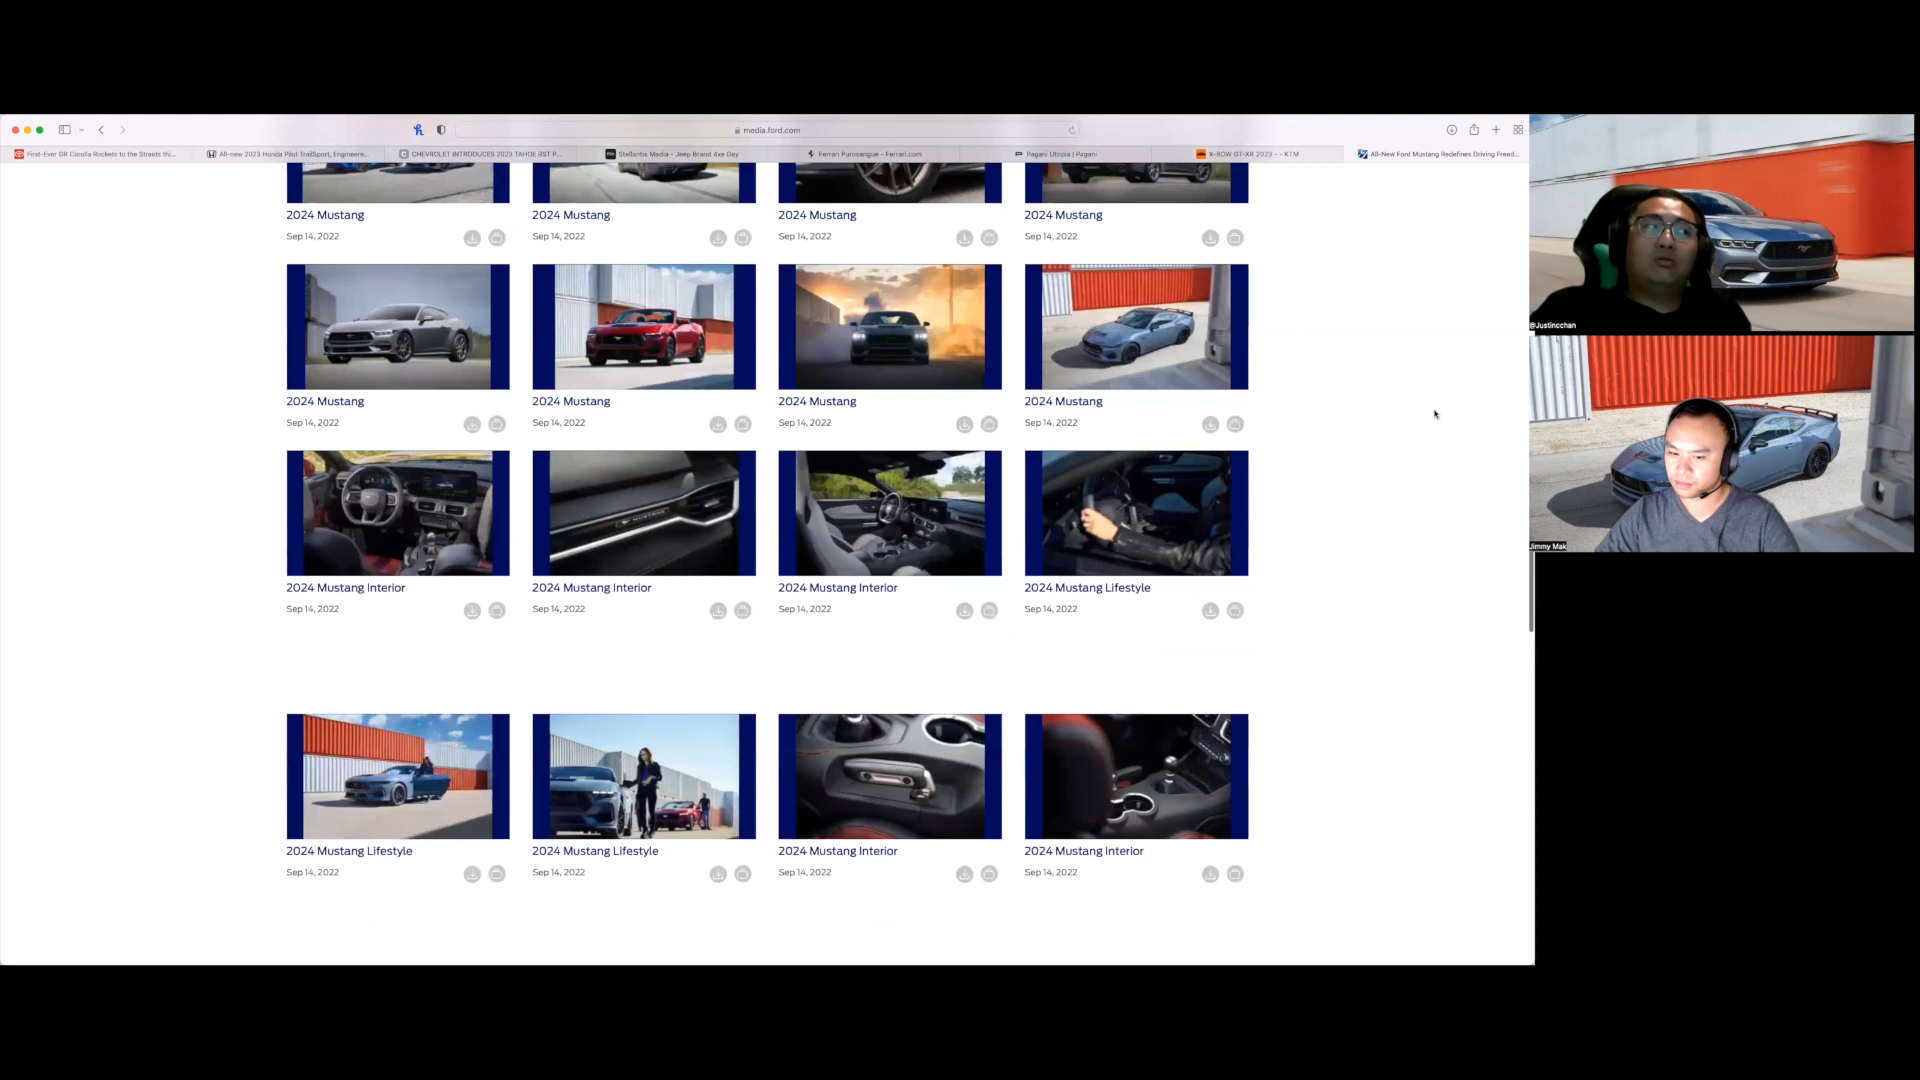 media.ford.com
First-Ever GR Corolla Rockets to the Streets thi...
All-new 2023 Honda Pilot TrailSport, Engineere...
CHEVROLET INTRODUCES 2023 TAHOE RST P...
Stellantis Media - Jeep Brand 4xe Day
Ferrari Purosangue - Ferrari.com
Pagani Utopia | Pagani
X-BOW GT-XR 2023 - - KTM
All-New Ford Mustang Redefines Driving Freed...
2024 Mustang
2024 Mustang
2024 Mustang
2024 Mustang
Sep 14, 2022
Sep 14, 2022
Sep 14, 2022
Sep 14, 2022
@Justincchan
2024 Mustang
2024 Mustang
2024 Mustang
2024 Mustang
Sep 14, 2022
Sep 14, 2022
Sep 14, 2022
Sep 14, 2022
MUSTANG
Jimmy Mak
2024 Mustang Interior
2024 Mustang Interior
2024 Mustang Interior
2024 Mustang Lifestyle
Sep 14, 2022
Sep 14, 2022
Sep 14, 2022
Sep 14, 2022
2024 Mustang Lifestyle
2024 Mustang Lifestyle
2024 Mustang Interior
2024 Mustang Interior
Sep 14, 2022
Sep 14, 2022
Sep 14, 2022
Sep 14, 2022